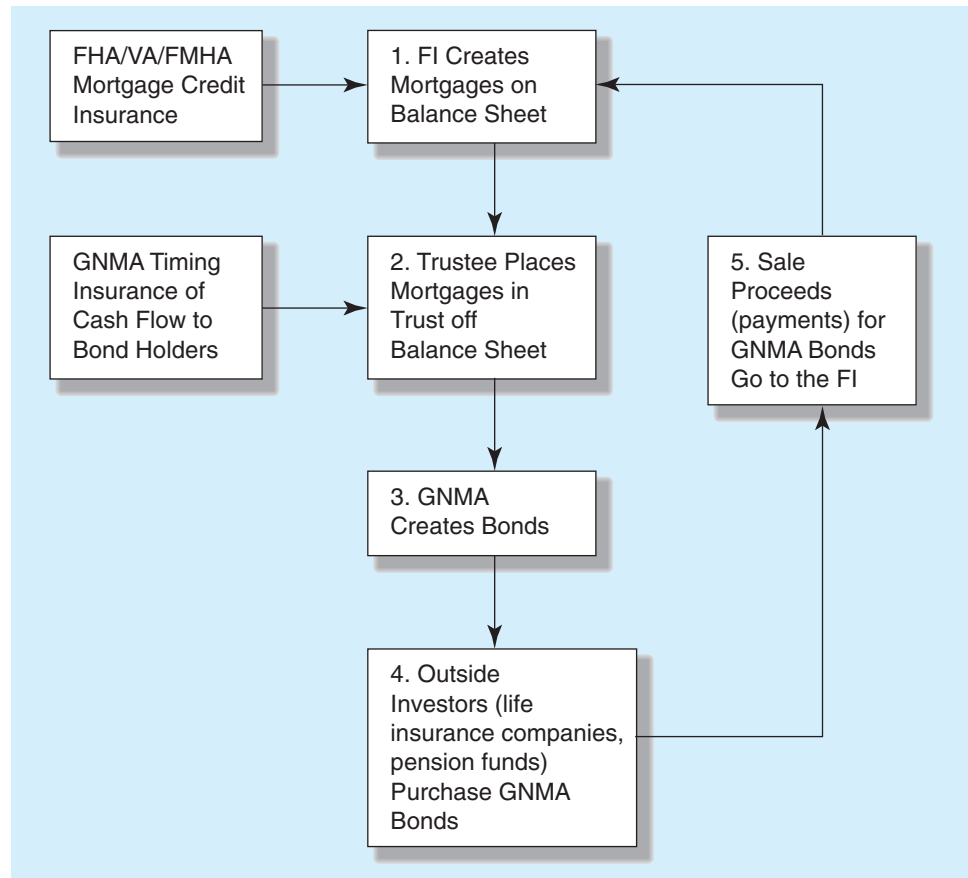 FHA/VA/FMHA
Mortgage Credit
Insurance
1. FI Creates
Mortgages on
Balance Sheet
GNMA Timing
Insurance of
Cash Flow to
Bond Holders
2. Trustee Places
Mortgages in
Trust off
Balance Sheet
5. Sale
Proceeds
(payments) for
GNMA Bonds
Go to the FI
3. GNMA
Creates Bonds
4. Outside
Investors (life
insurance companies,
pension funds)
Purchase GNMA
Bonds